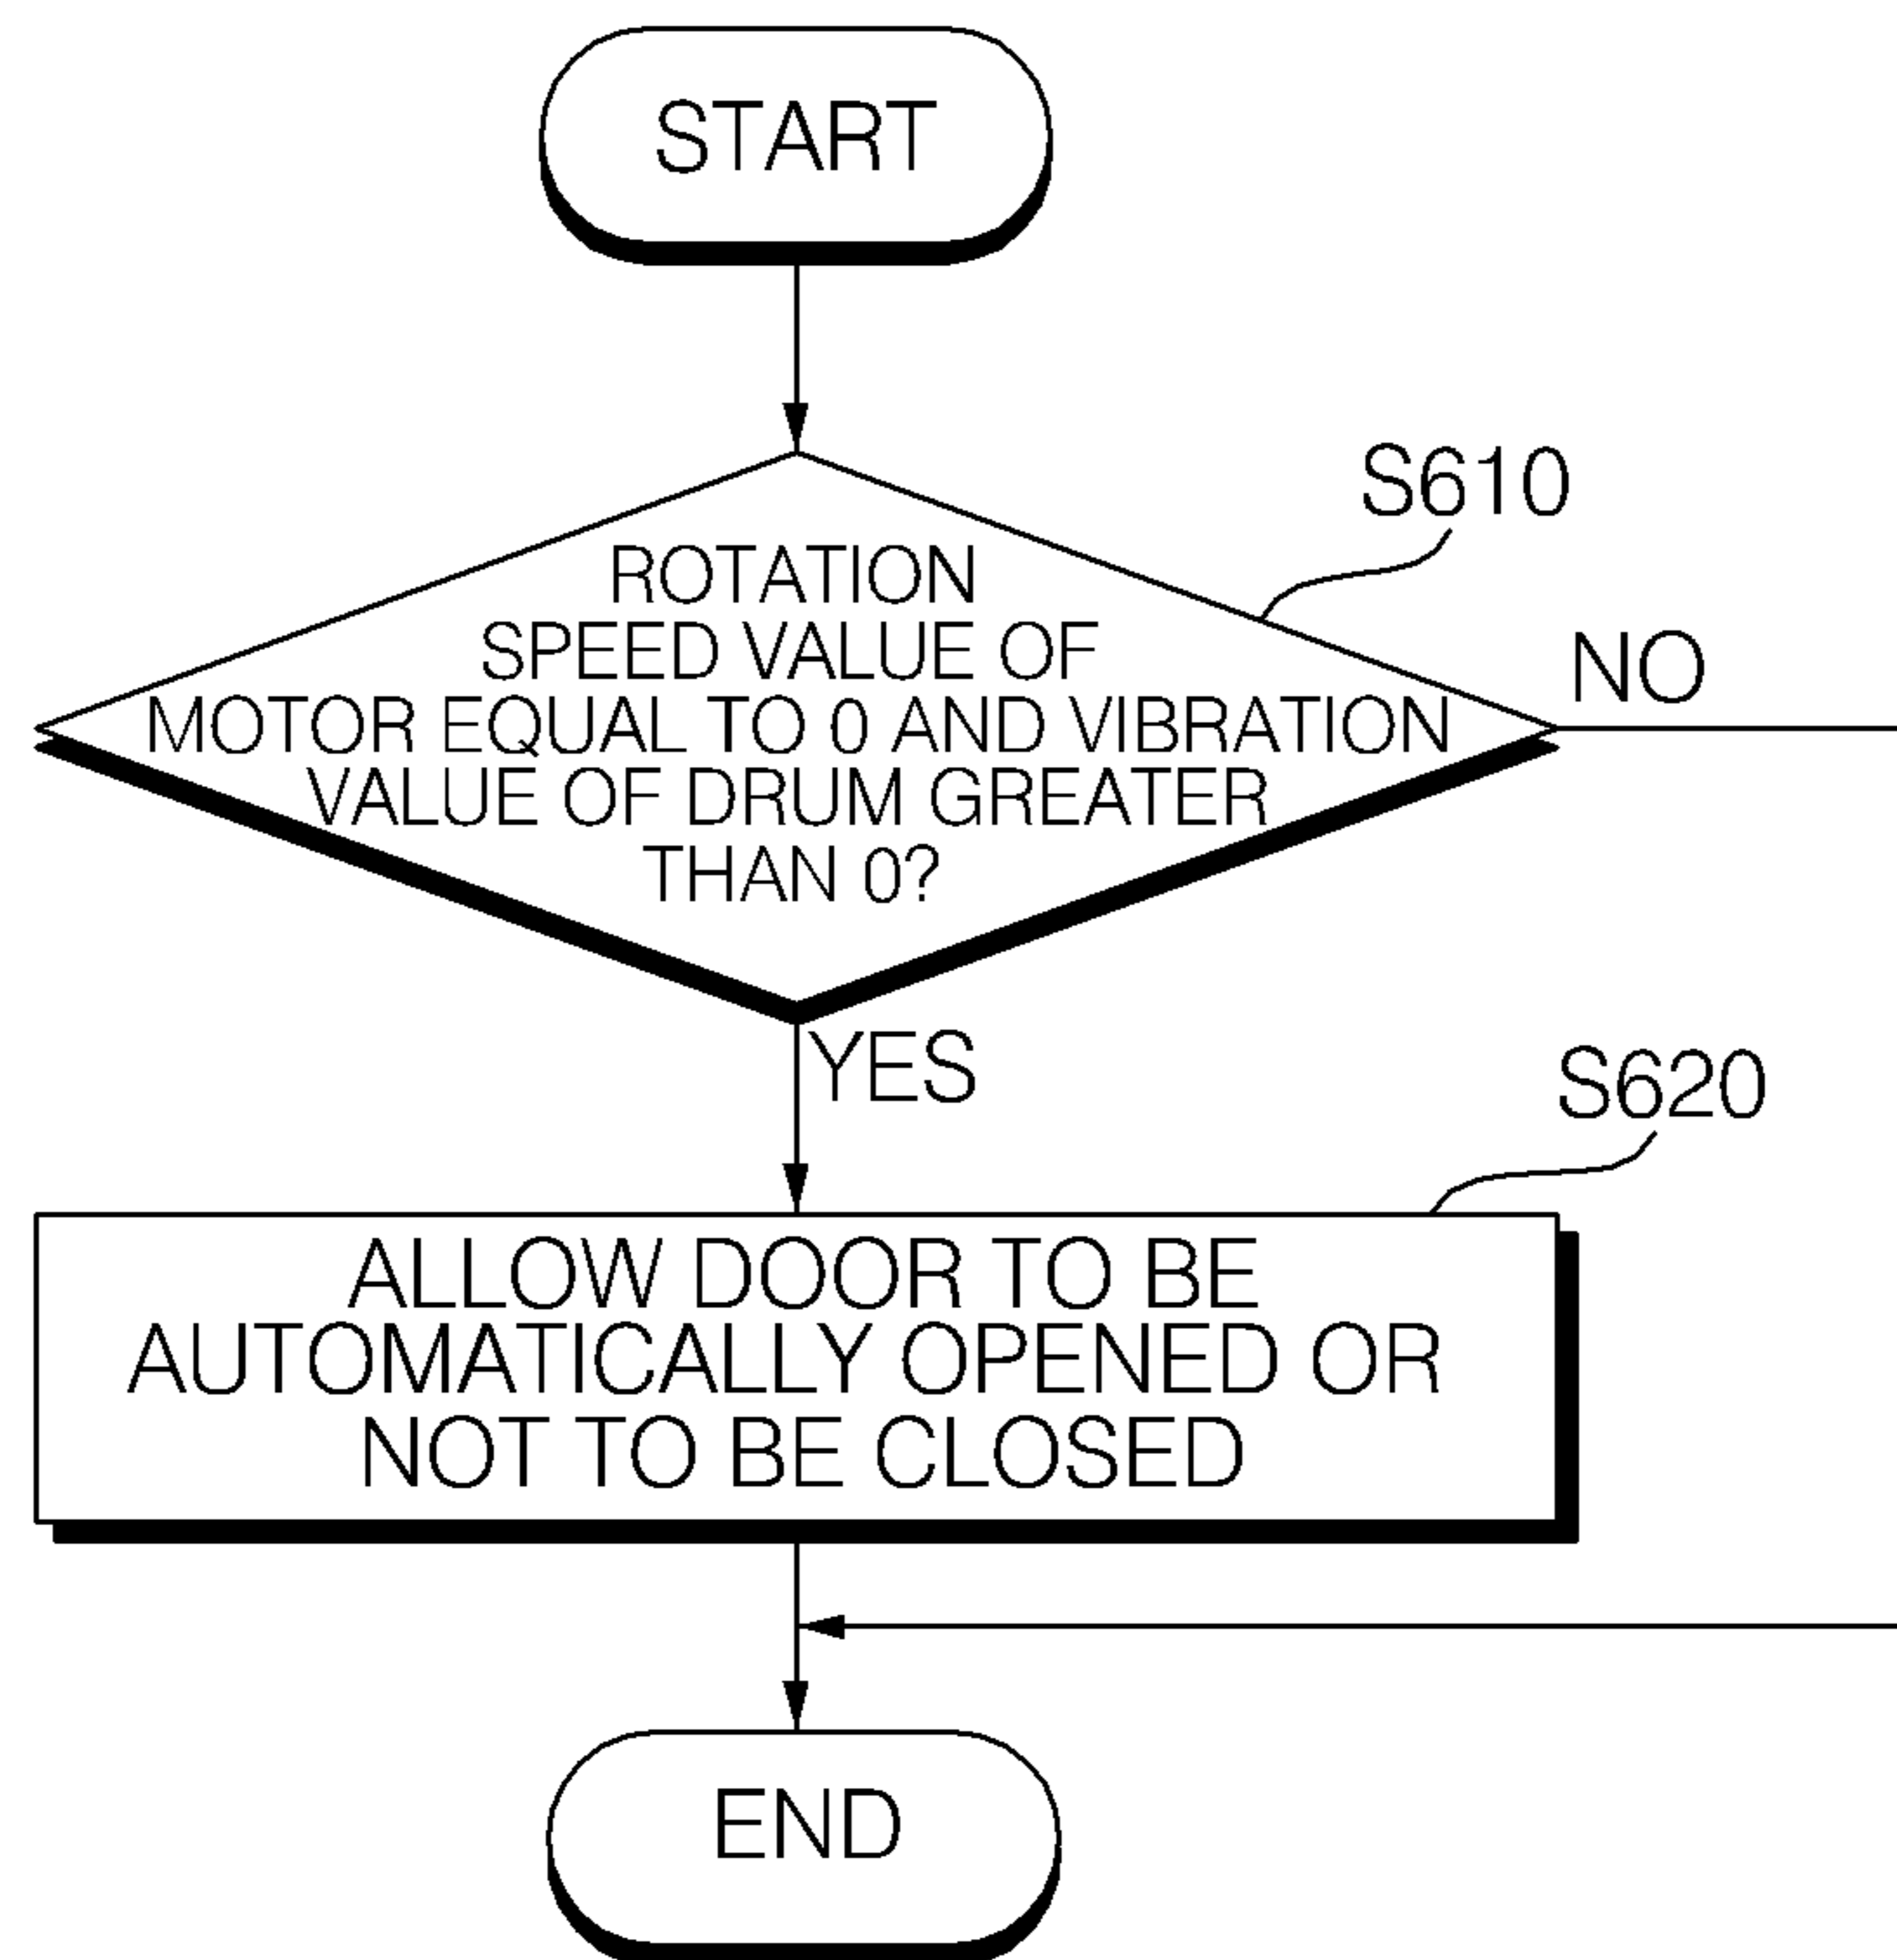 START
S610
ROTATION
SPEED VALUE OF
MOTOR EQUAL TO 0 AND VIBRATION
VALUE OF DRUM GREATER
THAN 0?
NO
YES
S620
ALLOW DOOR TO BE
AUTOMATICALLY OPENED OR
NOT TO BE CLOSED
END